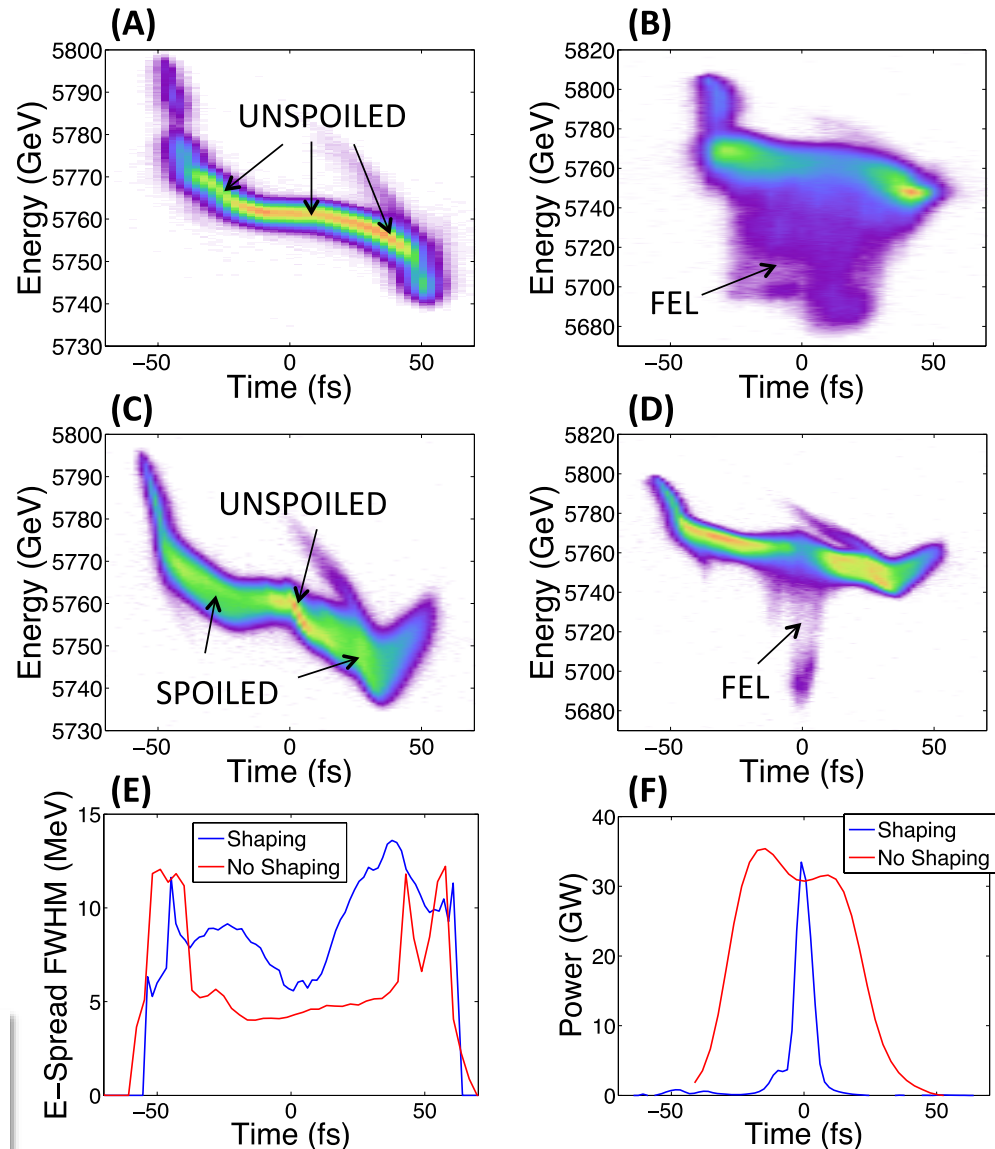 (A)
5800
5790
5780
5770
5760
5750
5740
5730
Energy (GeV)
UNSPOILED
−50
0
50
Time (fs)
(B)
5820
5800
5780
5760
5740
5720
5700
5680
Energy (GeV)
FEL
−50
0
50
Time (fs)
(C)
5800
5790
5780
5770
5760
5750
5740
5730
Energy (GeV)
UNSPOILED
SPOILED
−50
0
50
Time (fs)
(D)
5820
5800
5780
5760
5740
5720
5700
5680
Energy (GeV)
FEL
−50
0
50
Time (fs)
(E)
15
10
5
0
E−Spread FWHM (MeV)
Shaping
No Shaping
−50
0
50
Time (fs)
(F)
40
30
20
10
0
Power (GW)
Shaping
No Shaping
−50
0
50
Time (fs)